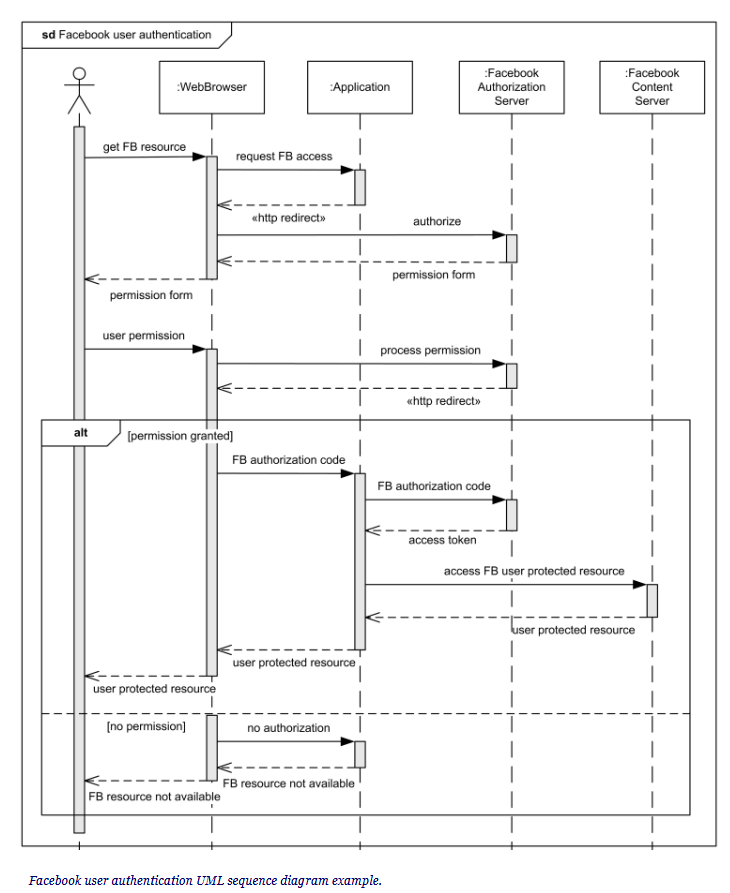 sd Facebook user authentication
:WebBrowser
:Application
:Facebook
Authorization
Server
:Facebook
Content
Server
get FB resource
request FB access
«http redirect»
authorize
permission form
permission form
user permission
process permission
«http redirect»
alt
[permission granted]
FB authorization code
FB authorization code
access token
access FB user protected resource
user protected resource
user protected resource
user protected resource
[no permission]
no authorization
FB resource not available
FB resource not available
Facebook user authentication UML sequence diagram example.